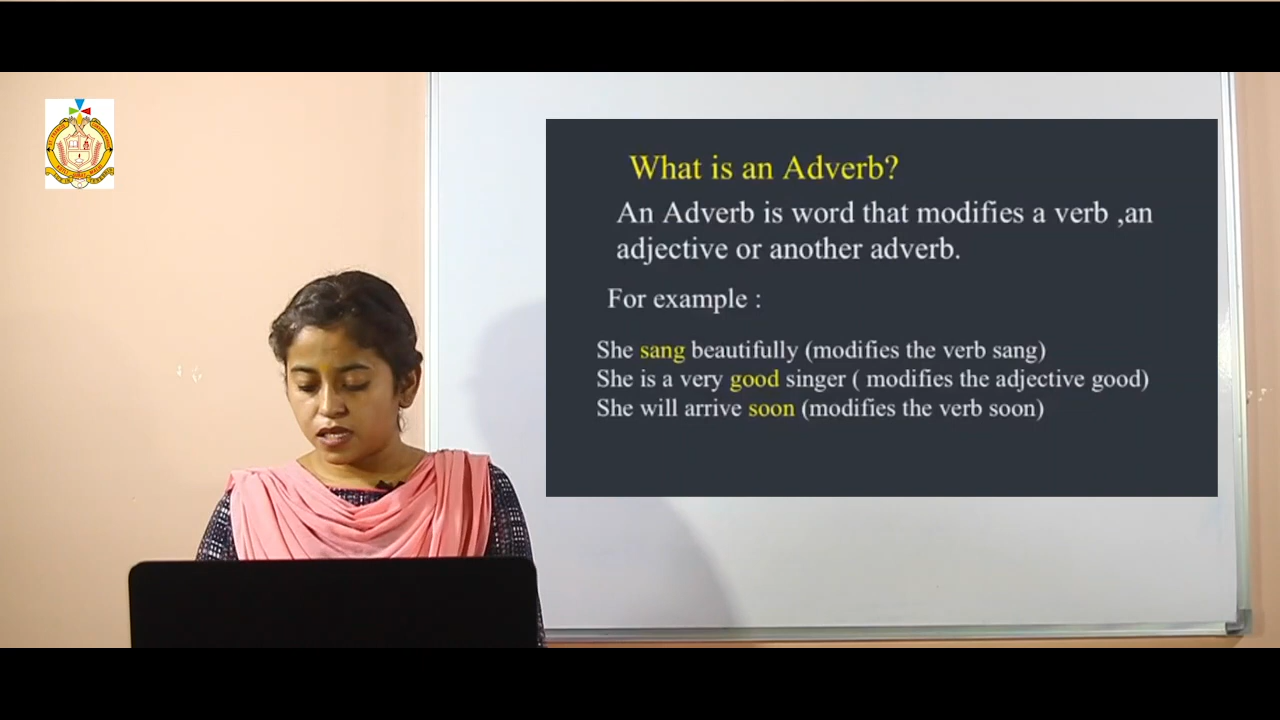 What is an Adverb?
An Adverb is word that modifies a verb ,an
adjective or another adverb.
For example :
She sang beautifully (modifies the verb sang)
She is a very good singer ( modifies the adjective good)
She will arrive soon (modifies the verb soon)